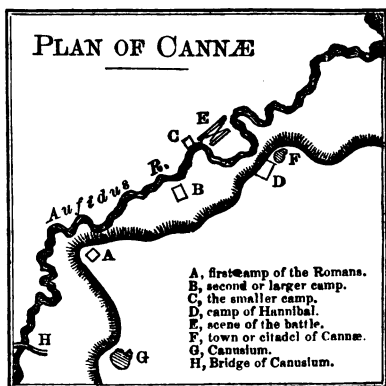 PLAN OF CANNÆ
E
C
Aufidus R.
F
B
D
A
H
G
A, first camp of the Romans.
B, second or larger camp.
C, the smaller camp.
D, camp of Hannibal.
E, scene of the battle.
F, town or citadel of Cannæ.
G, Canusium.
H, Bridge of Canusium.